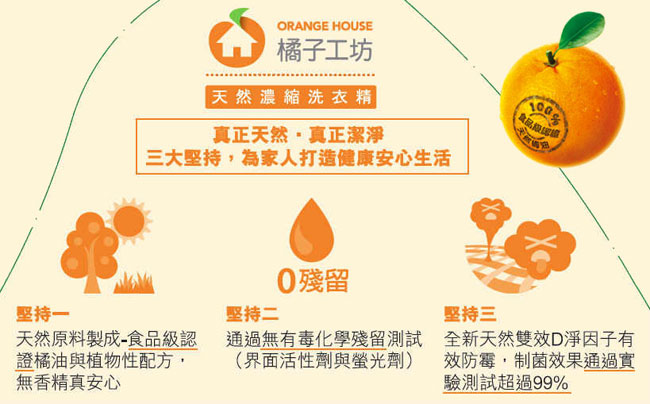 ORANGE HOUSE
橘子工坊
天然濃縮洗衣精
真正天然·真正潔淨
三大堅持，為家人打造健康安心生活
100%
食品級認證
天然橘油
0殘留
堅持一
天然原料製成-食品級認
證橘油與植物性配方，
無香精真安心
堅持二
通過無有毒化學殘留測試
（界面活性劑與螢光劑）
堅持三
全新天然雙效D淨因子有
效防霉，制菌效果通過實
驗測試超過99%